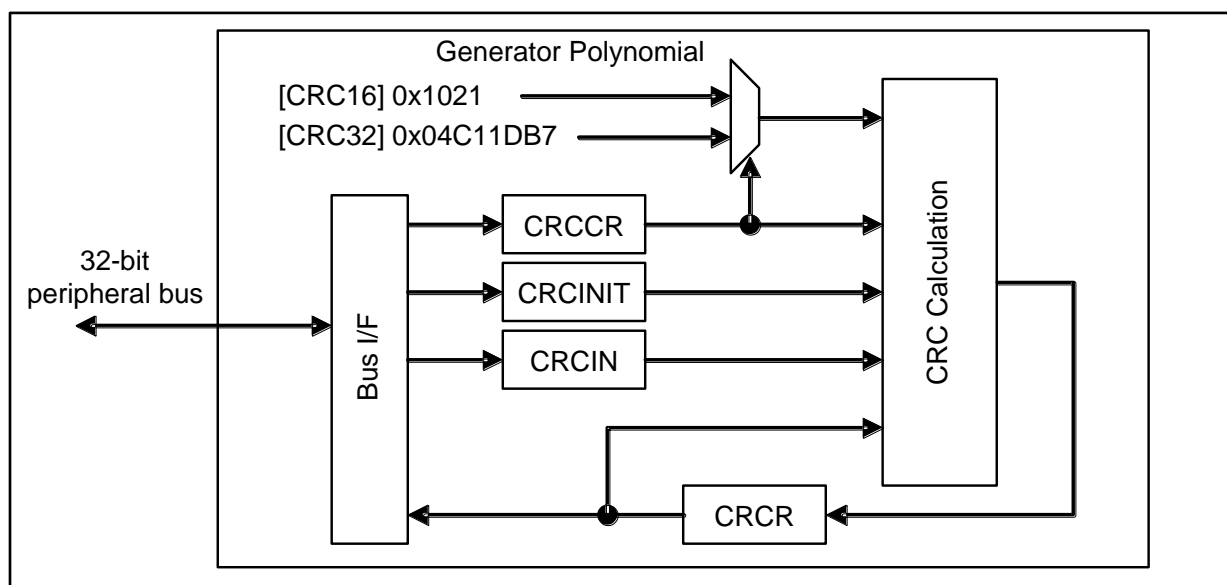 Generator Polynomial
[CRC16] 0x1021
[CRC32] 0x04C11DB7
32-bit
peripheral bus
Bus I/F
CRCCR
CRCINIT
CRCIN
CRC Calculation
CRCR